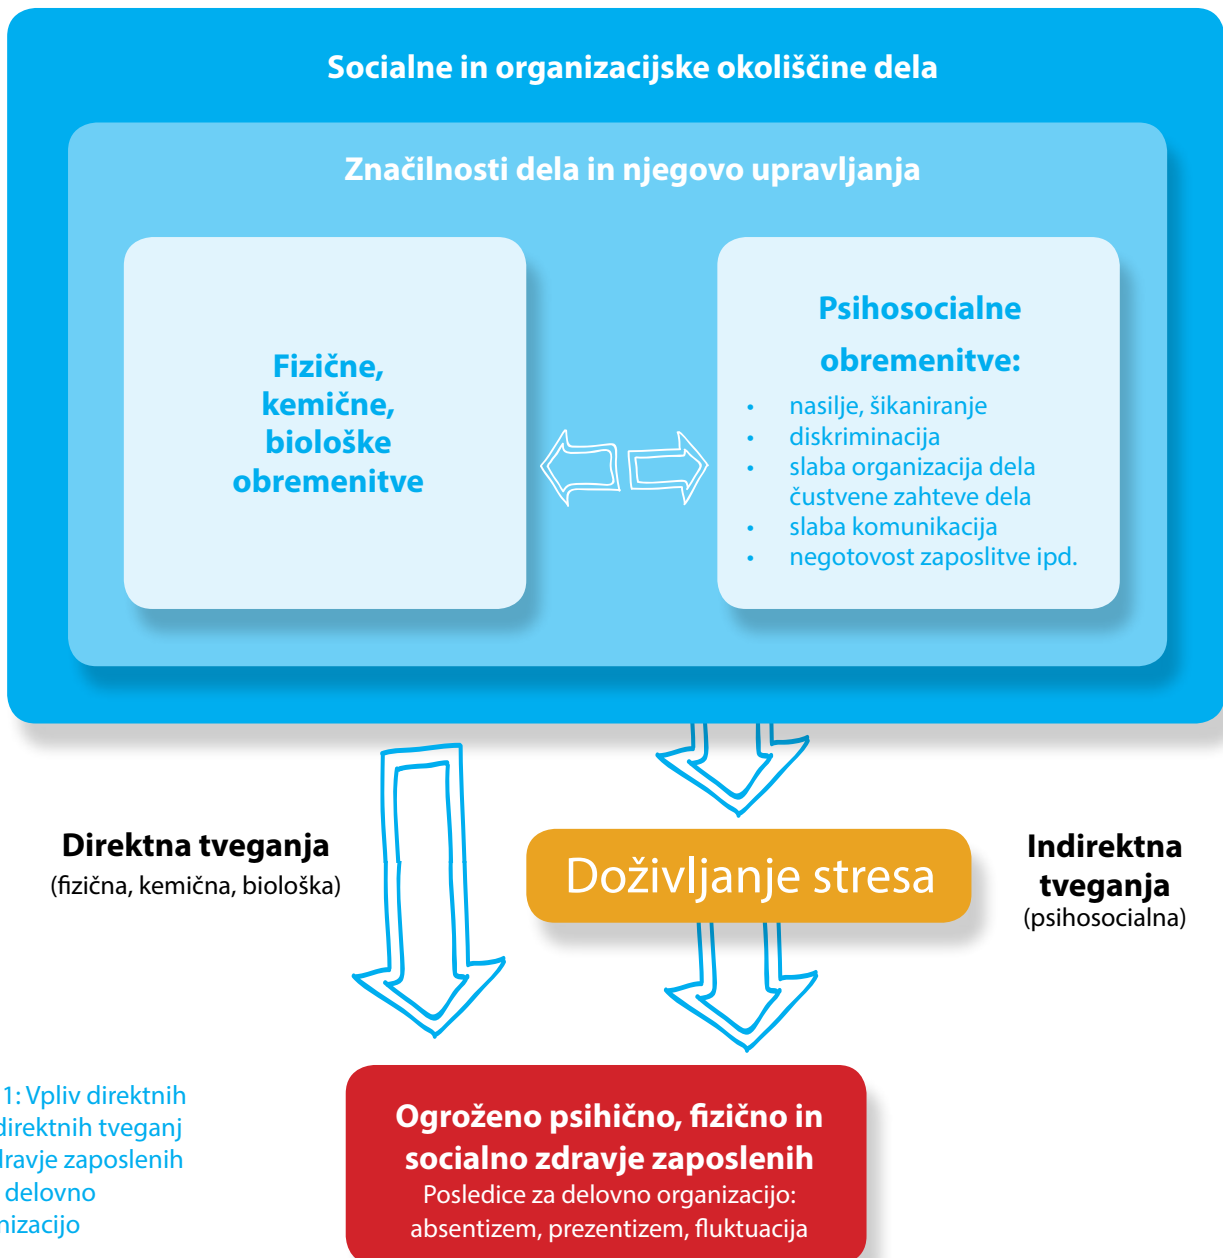 Socialne in organizacijske okoliščine dela
Značilnosti dela in njegovo upravljanja
Fizične,
kemične,
biološke
obremenitve
Psihosocialne
obremenitve:
• nasilje, šikaniranje
• diskriminacija
• slaba organizacija dela
čustvene zahteve dela
• slaba komunikacija
• negotovost zaposlitve ipd.
Direktna tveganja
(fizična, kemična, biološka)
Doživljanje stresa
Indirektna
tveganja
(psihosocialna)
1: Vpliv direktnih
direktnih tveganj
dravje zaposlenih
delovno
nizacijo
Ogroženo psihično, fizično in
socialno zdravje zaposlenih
Posledice za delovno organizacijo:
absentizem, prezentizem, fluktuacija